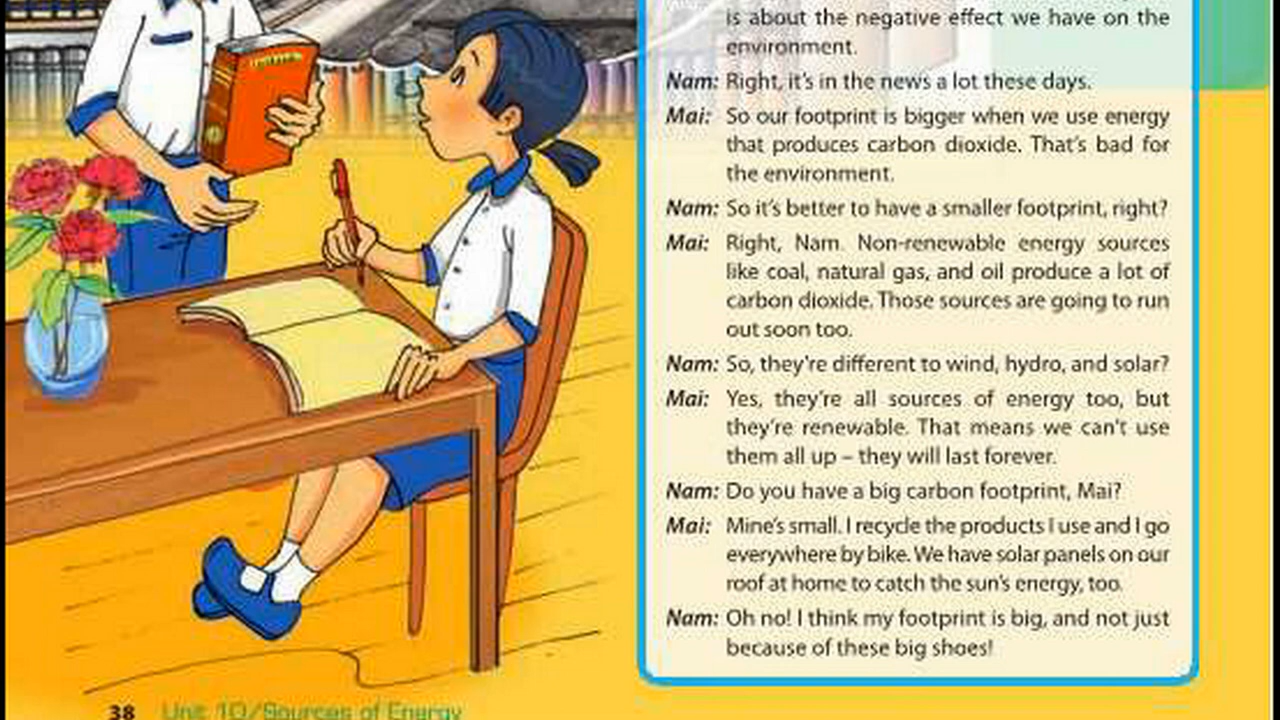 is about the negative effect we have on the
environment.
Nam: Right, it's in the news a lot these days.
Mai: So our footprint is bigger when we use energy
that produces carbon dioxide. That's bad for
the environment.
Nam: So it's better to have a smaller footprint, right?
Mai: Right, Nam. Non-renewable energy sources
like coal, natural gas, and oil produce a lot of
carbon dioxide. Those sources are going to run
out soon too.
Nam: So, they're different to wind, hydro, and solar?
Mai: Yes, they're all sources of energy too, but
they're renewable. That means we can't use
them all up – they will last forever.
Nam: Do you have a big carbon footprint, Mai?
Mai: Mine's small. I recycle the products I use and I go
everywhere by bike. We have solar panels on our
roof at home to catch the sun's energy, too.
Nam: Oh no! I think my footprint is big, and not just
because of these big shoes!
38 Unit 10/Sources of Energy